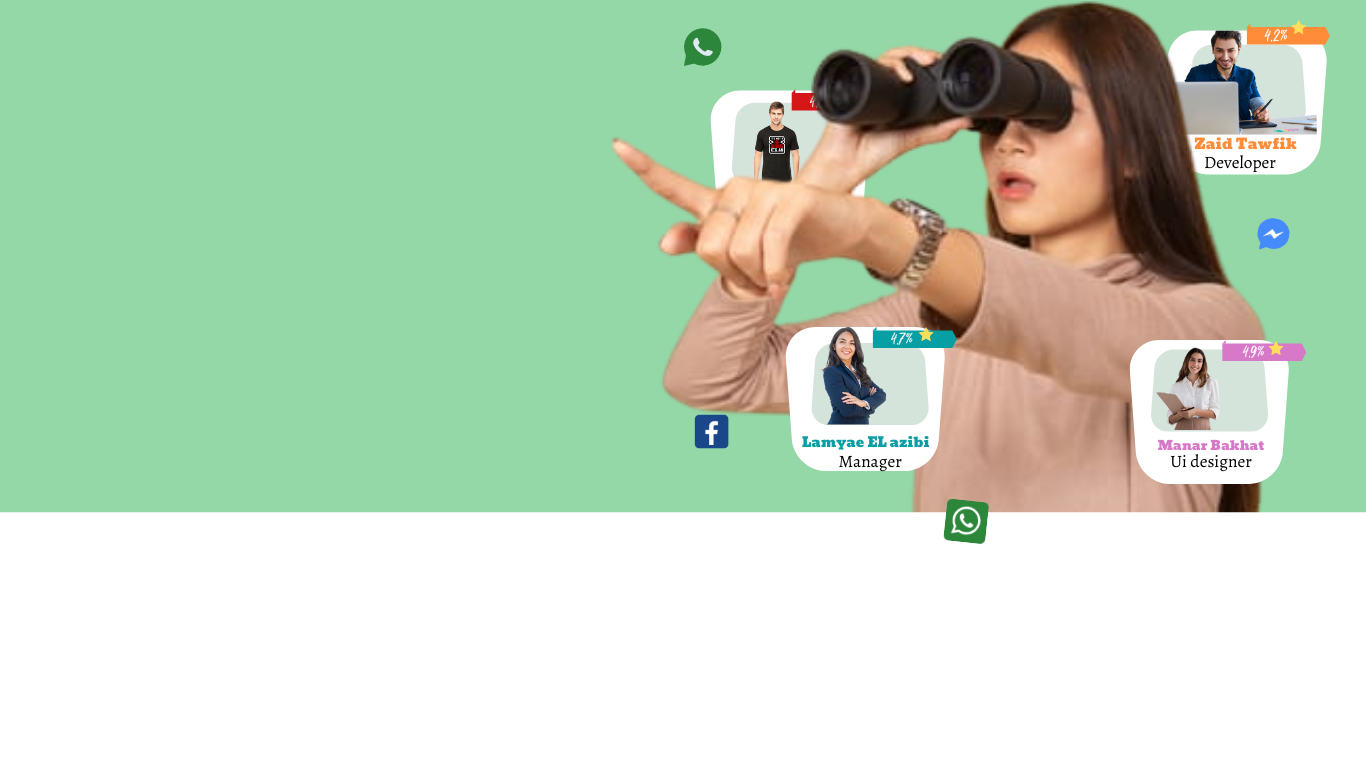 4.2%
Zaid Tawfik
Developer
4.7%
Lamyae EL azibi
Manager
4.9%
Manar Bakhat
Ui designer